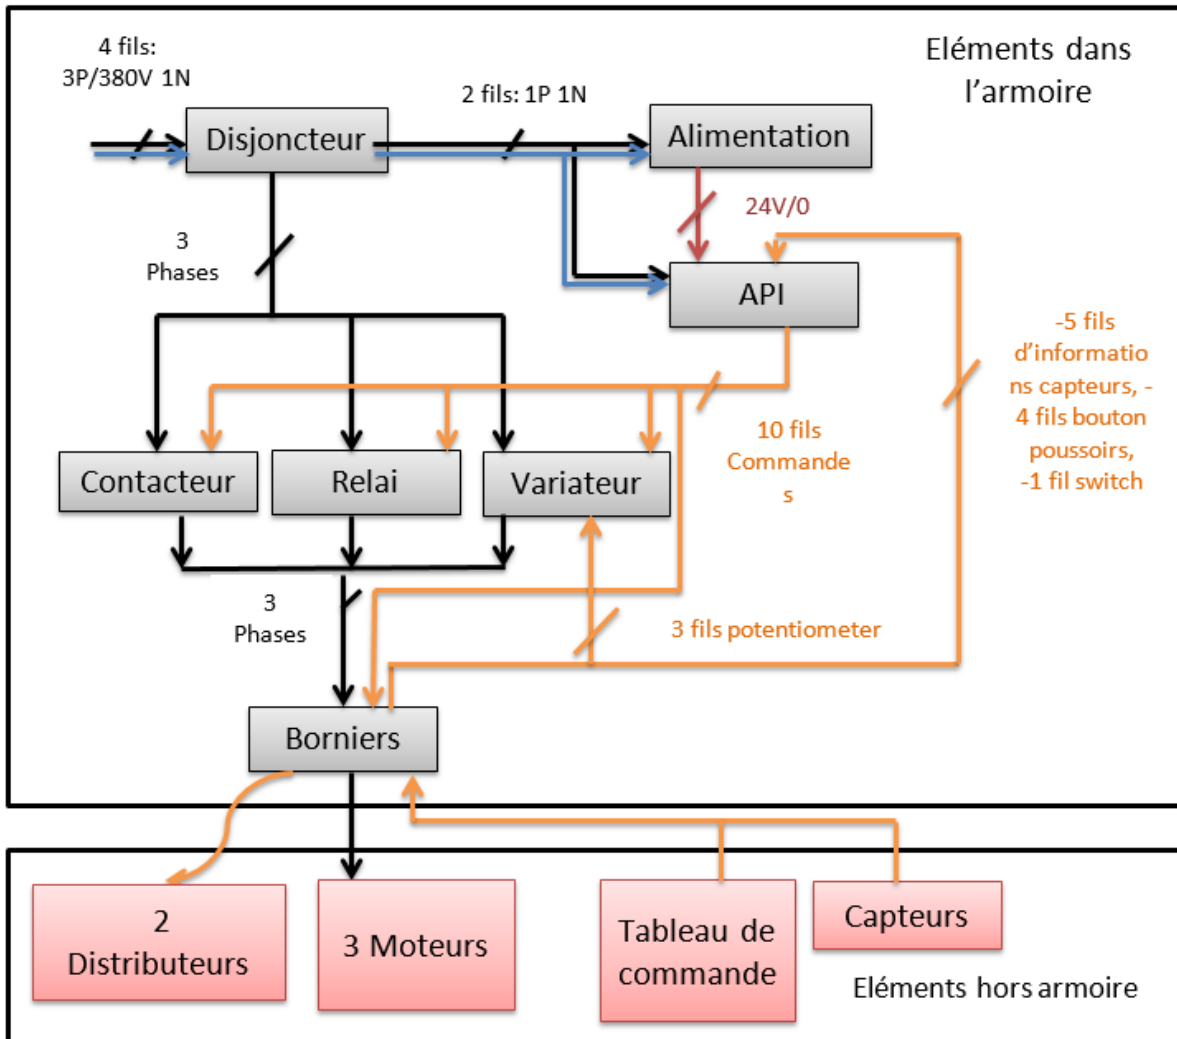 4 fils:
3P/380V 1N
Eléments dans
l’armoire
2 fils: 1P 1N
Disjoncteur
Alimentation
24V/0
3
Phases
API
-5 fils
d’informatio
ns capteurs, -
4 fils bouton
poussoirs,
-1 fil switch
10 fils
Commande
s
Contacteur
Relai
Variateur
3
Phases
3 fils potentiometer
Borniers
2
Distributeurs
3 Moteurs
Tableau de
commande
Capteurs
Eléments hors armoire